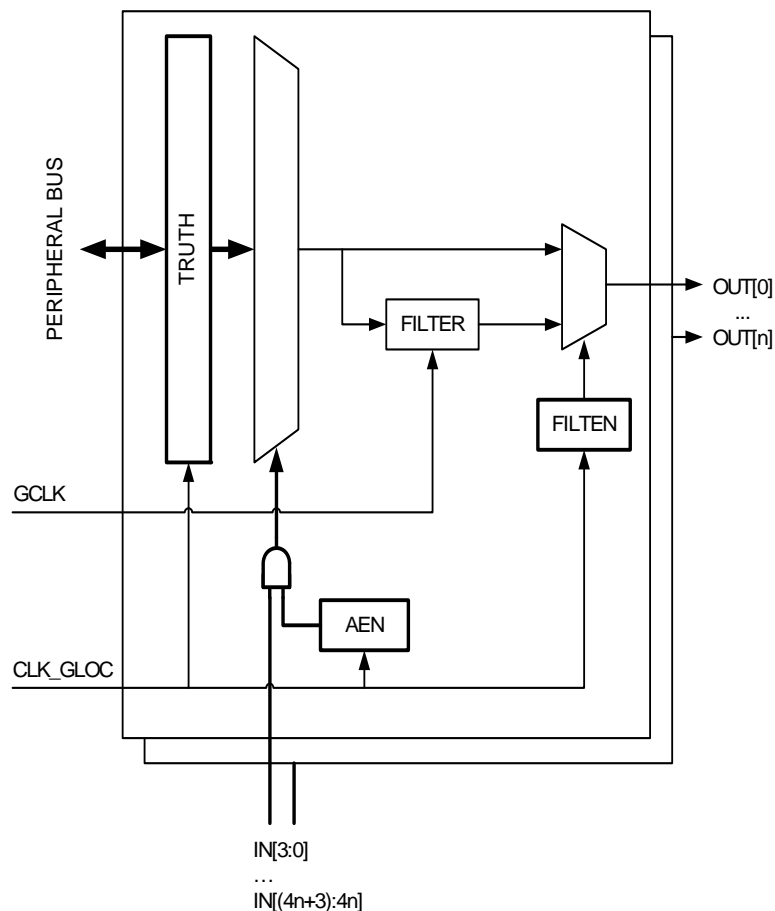 PERIPHERAL BUS
TRUTH
FILTER
OUT[0]
...
OUT[n]
FILTEN
GCLK
AEN
CLK_GLOC
IN[3:0]
...
IN[(4n+3):4n]